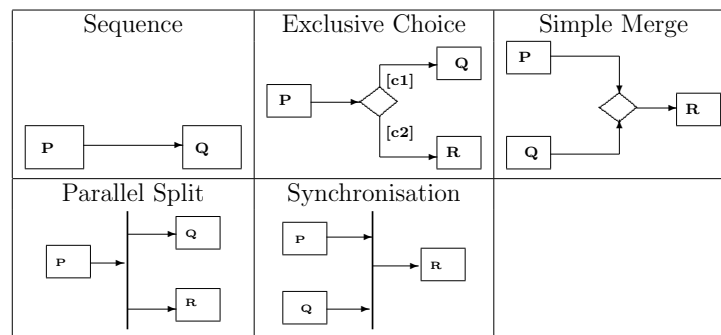 Sequence
P
Q
Exclusive Choice
P
[c1]
Q
[c2]
R
Simple Merge
P
Q
R
Parallel Split
P
Q
R
Synchronisation
P
Q
R